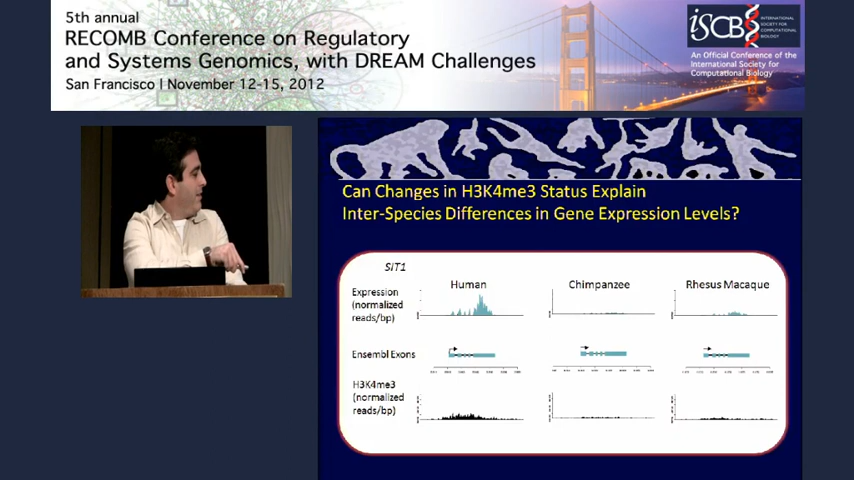 5th annual
RECOMB Conference on Regulatory
and Systems Genomics, with DREAM Challenges
San Francisco | November 12-15, 2012
iSCB
INTERNATIONAL
SOCIETY FOR
COMPUTATIONAL
BIOLOGY
An Official Conference of the
International Society for
Computational Biology
Can Changes in H3K4me3 Status Explain
Inter-Species Differences in Gene Expression Levels?
SIT1
Human
Chimpanzee
Rhesus Macaque
Expression
(normalized
reads/bp)
Ensembl Exons
H3K4me3
(normalized
reads/bp)